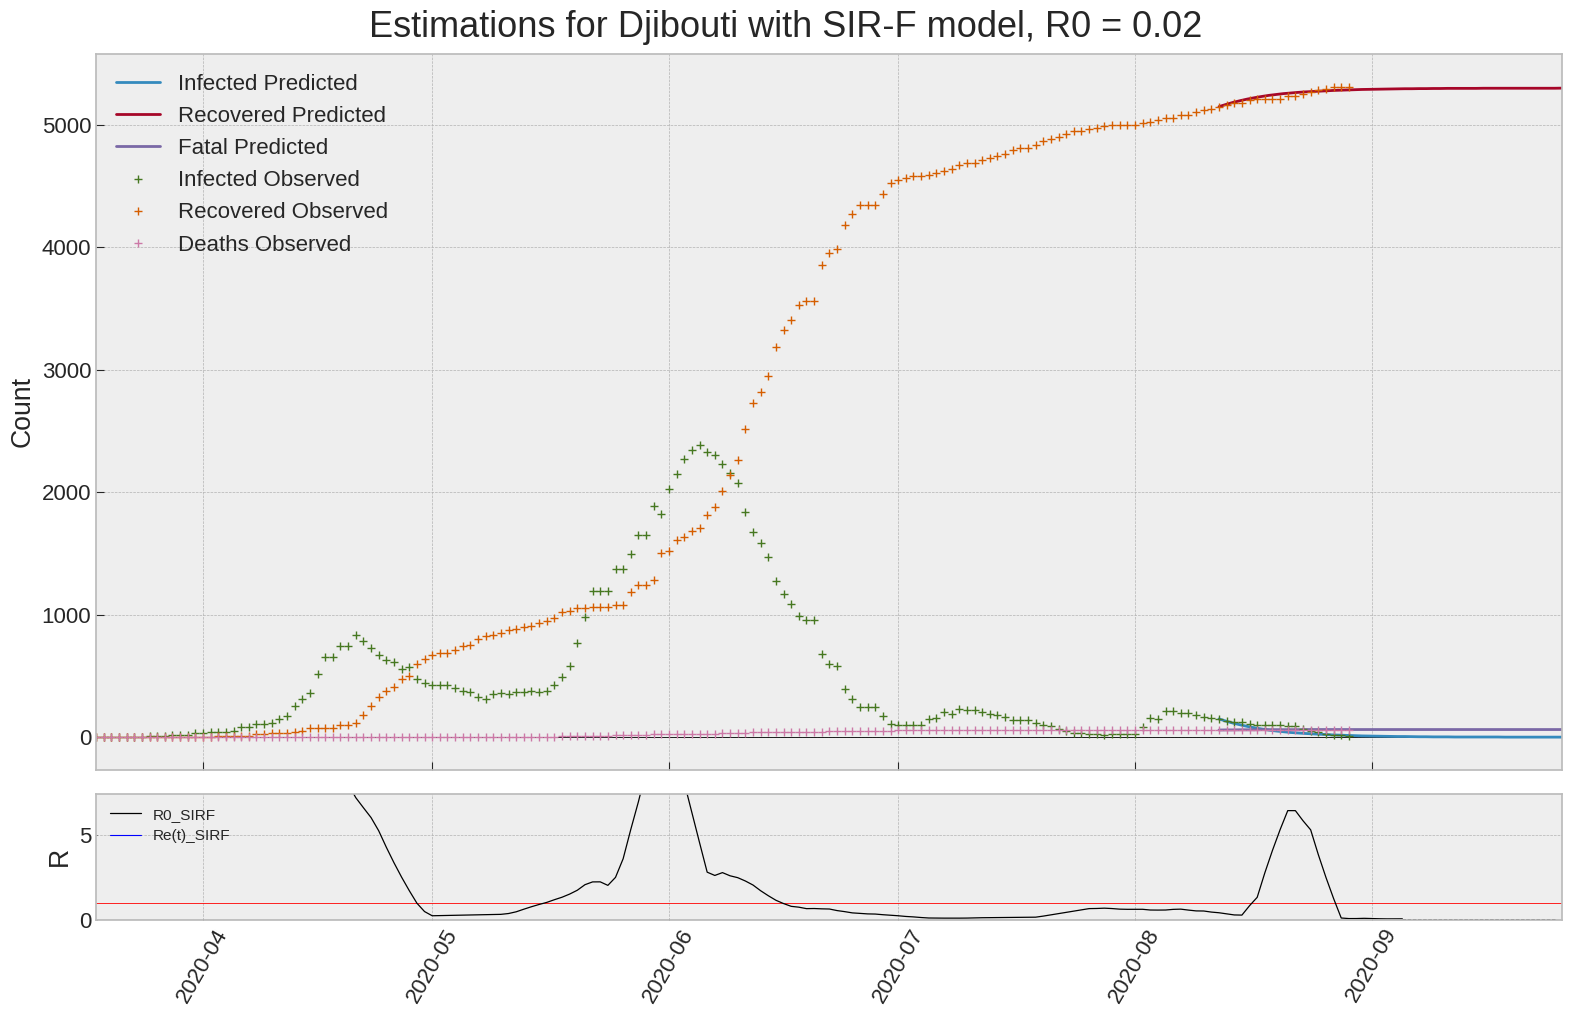 Estimations for Djibouti with SIR-F model, R0 = 0.02
Infected Predicted
Recovered Predicted
Fatal Predicted
Infected Observed
Recovered Observed
Deaths Observed
5000
4000
3000
2000
1000
0
Count
R0_SIRF
Re(t)_SIRF
5
0
R
2020-04
2020-05
2020-06
2020-07
2020-08
2020-09